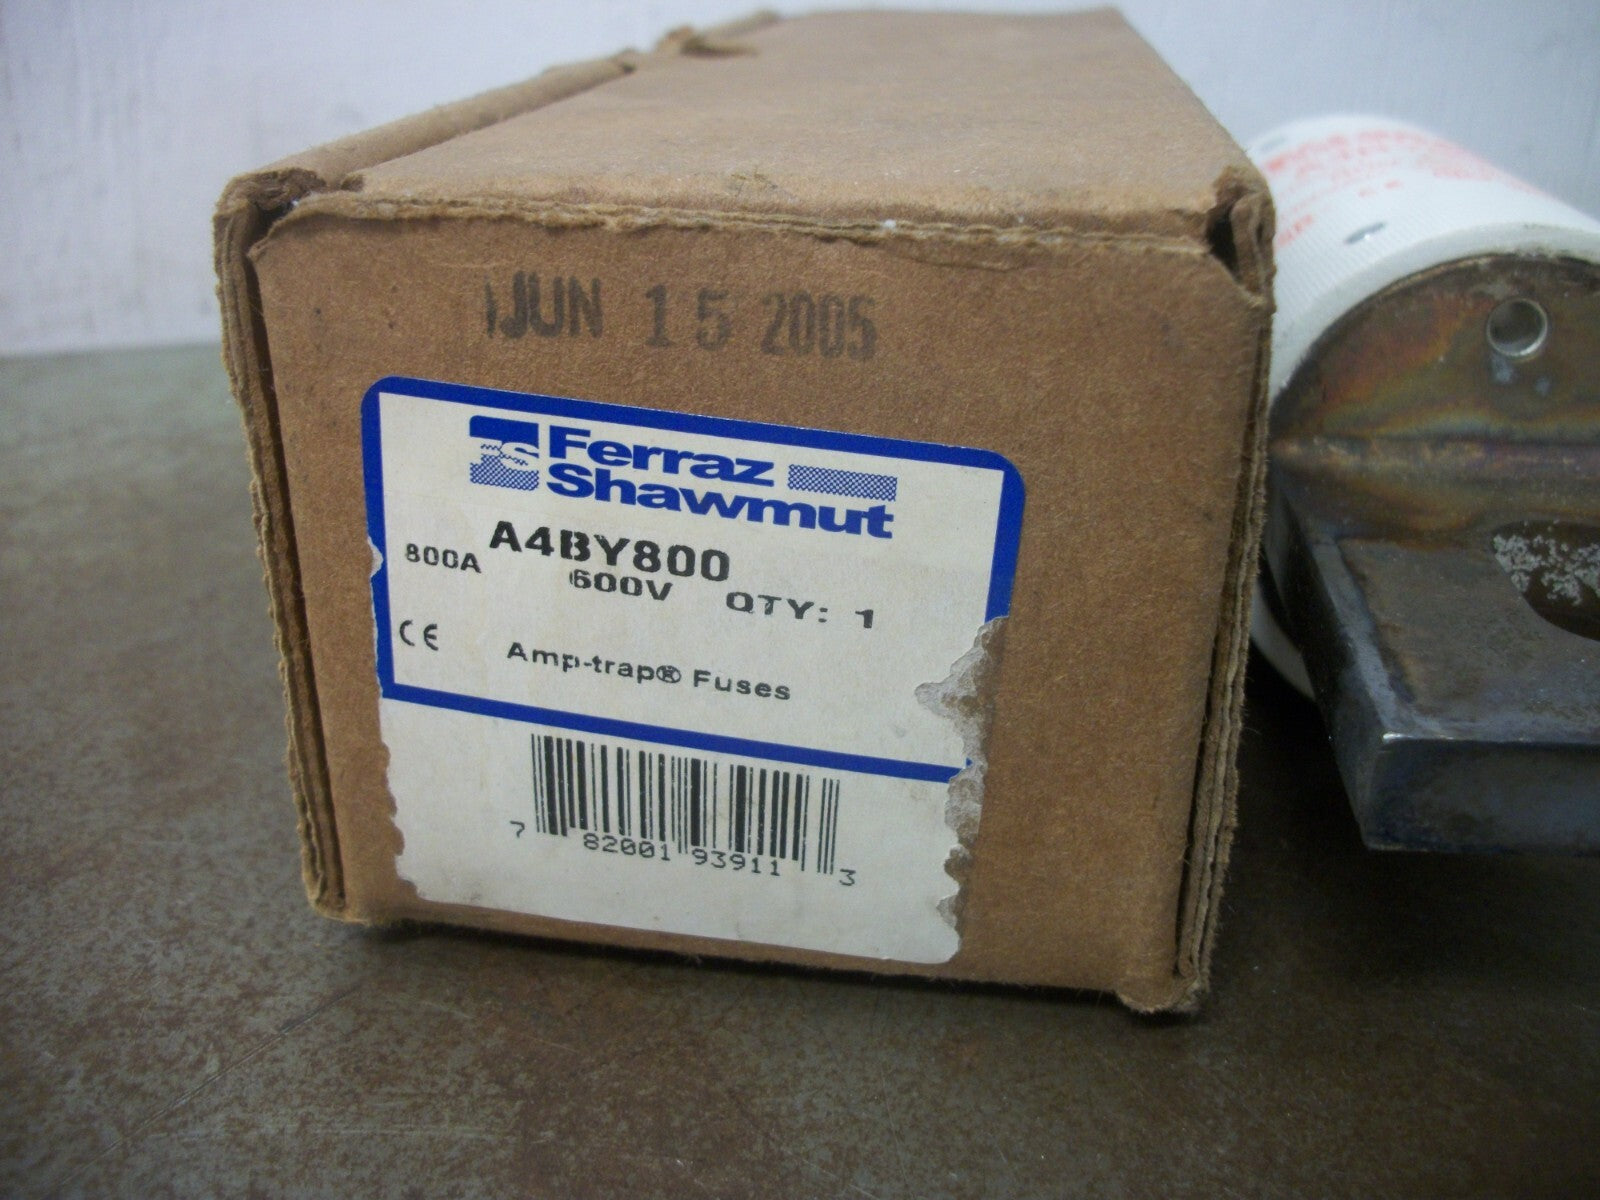 JUN 15 2005
Ferraz
Shawmut
A4BY800
800A 600V QTY: 1
CE Amp-trap® Fuses
7 82001 93911 3